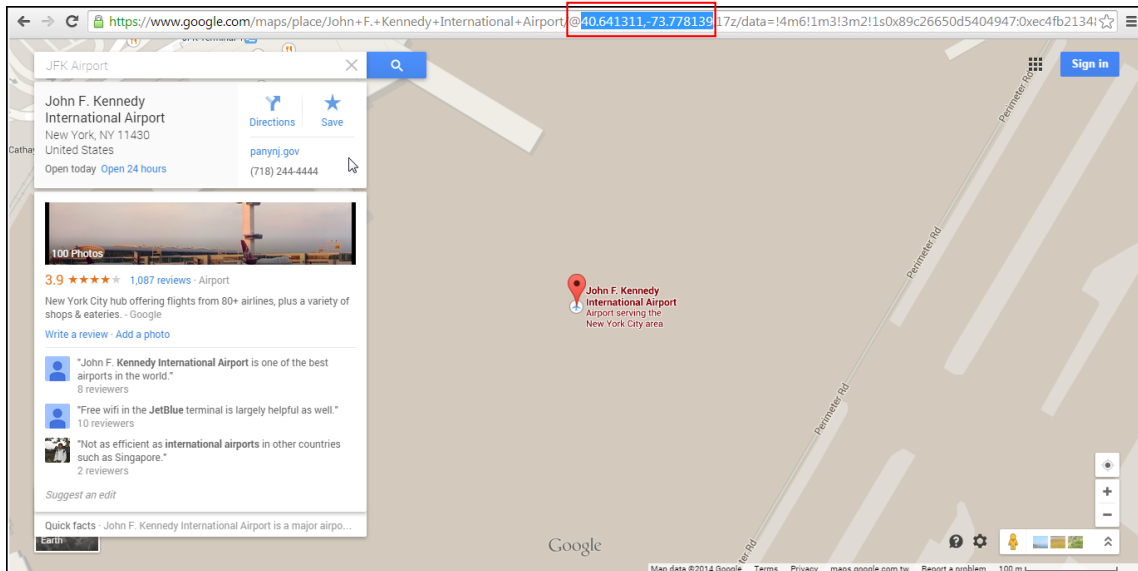 https://www.google.com/maps/place/John+F.+Kennedy+International+Airport/@40.641311,-73.778139,17z/data=!4m6!1m3!3m2!1s0x89c26650d5404947:0xec4fb2134
JFK Airport
Sign in
John F. Kennedy
International Airport
New York, NY 11430
United States
Open today Open 24 hours
Directions
Save
panynj.gov
(718) 244-4444
Cathay
100 Photos
3.9 1,087 reviews · Airport
New York City hub offering flights from 80+ airlines, plus a variety of
shops & eateries. - Google
Write a review · Add a photo
"John F. Kennedy International Airport is one of the best
airports in the world."
8 reviewers
"Free wifi in the JetBlue terminal is largely helpful as well."
10 reviewers
"Not as efficient as international airports in other countries
such as Singapore."
2 reviewers
Suggest an edit
Quick facts · John F. Kennedy International Airport is a major airpo...
Earth
John F. Kennedy
International Airport
Airport serving the
New York City area
Perimeter Rd
Perimeter Rd
Perimeter Rd
Perimeter Rd
Google
Map data ©2014 Google Terms Privacy maps.google.com.tw Report a problem 100 m